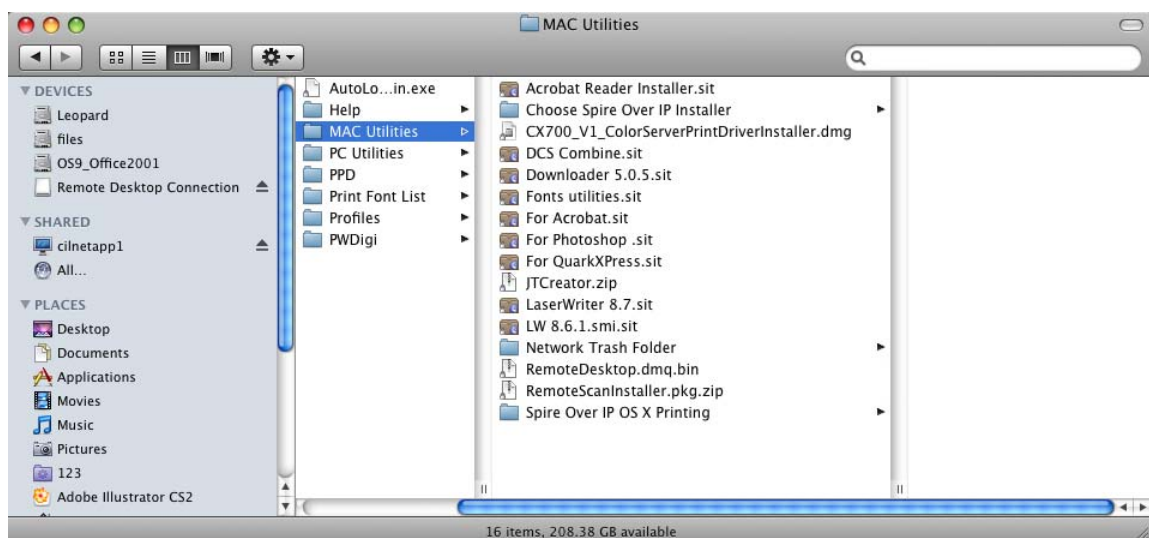 MAC Utilities
DEVICES
Leopard
files
OS9_Office2001
Remote Desktop Connection
SHARED
cilnetapp1
All...
PLACES
Desktop
Documents
Applications
Movies
Music
Pictures
123
Adobe Illustrator CS2
AutoLo...in.exe
Help
MAC Utilities
PC Utilities
PPD
Print Font List
Profiles
PWDigi
Acrobat Reader Installer.sit
Choose Spire Over IP Installer
CX700_V1_ColorServerPrintDriverInstaller.dmg
DCS Combine.sit
Downloader 5.0.5.sit
Fonts utilities.sit
For Acrobat.sit
For Photoshop .sit
For QuarkXPress.sit
JTCreator.zip
LaserWriter 8.7.sit
LW 8.6.1.smi.sit
Network Trash Folder
RemoteDesktop.dmq.bin
RemoteScanInstaller.pkg.zip
Spire Over IP OS X Printing
16 items, 208.38 GB available